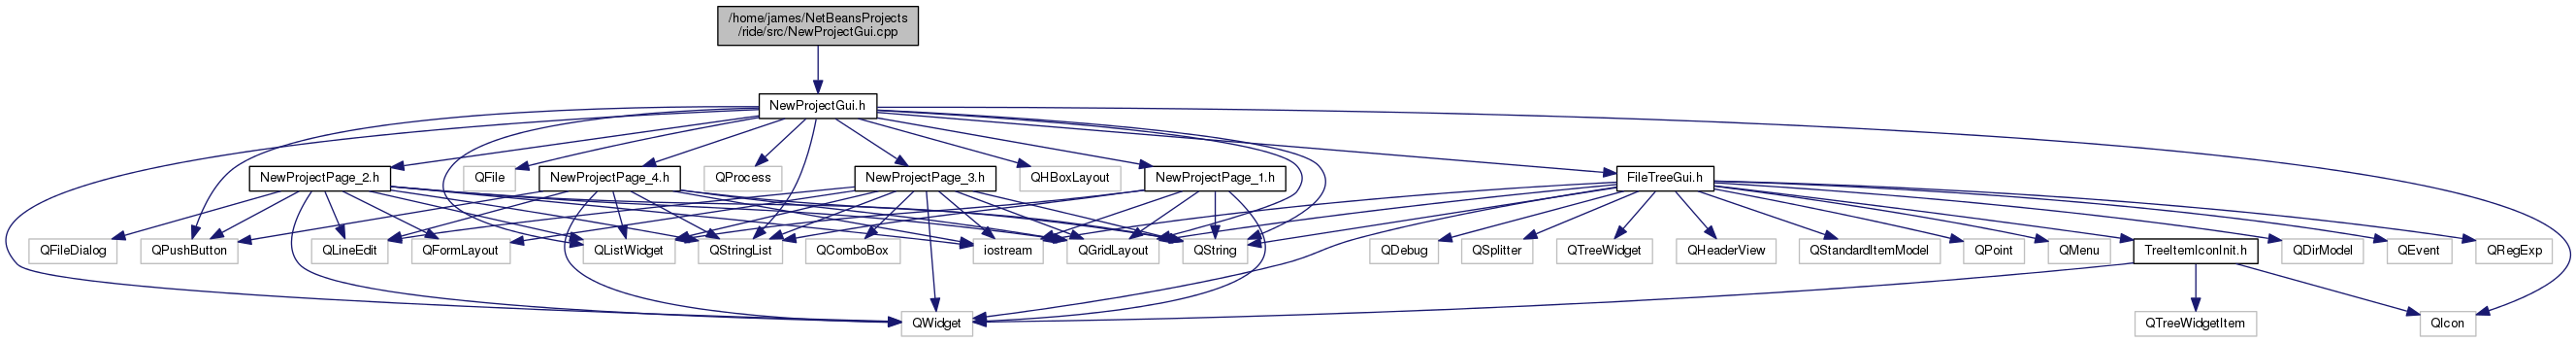 /home/james/NetBeansProjects
/ride/src/NewProjectGui.cpp
NewProjectGui.h
NewProjectPage_2.h
QFile
NewProjectPage_4.h
QProcess
NewProjectPage_3.h
QHBoxLayout
NewProjectPage_1.h
FileTreeGui.h
QFileDialog
QPushButton
QLineEdit
QFormLayout
QListWidget
QStringList
QComboBox
iostream
QGridLayout
QString
QDebug
QSplitter
QTreeWidget
QHeaderView
QStandardItemModel
QPoint
QMenu
TreeItemIconInit.h
QDirModel
QEvent
QRegExp
QWidget
QTreeWidgetItem
QIcon